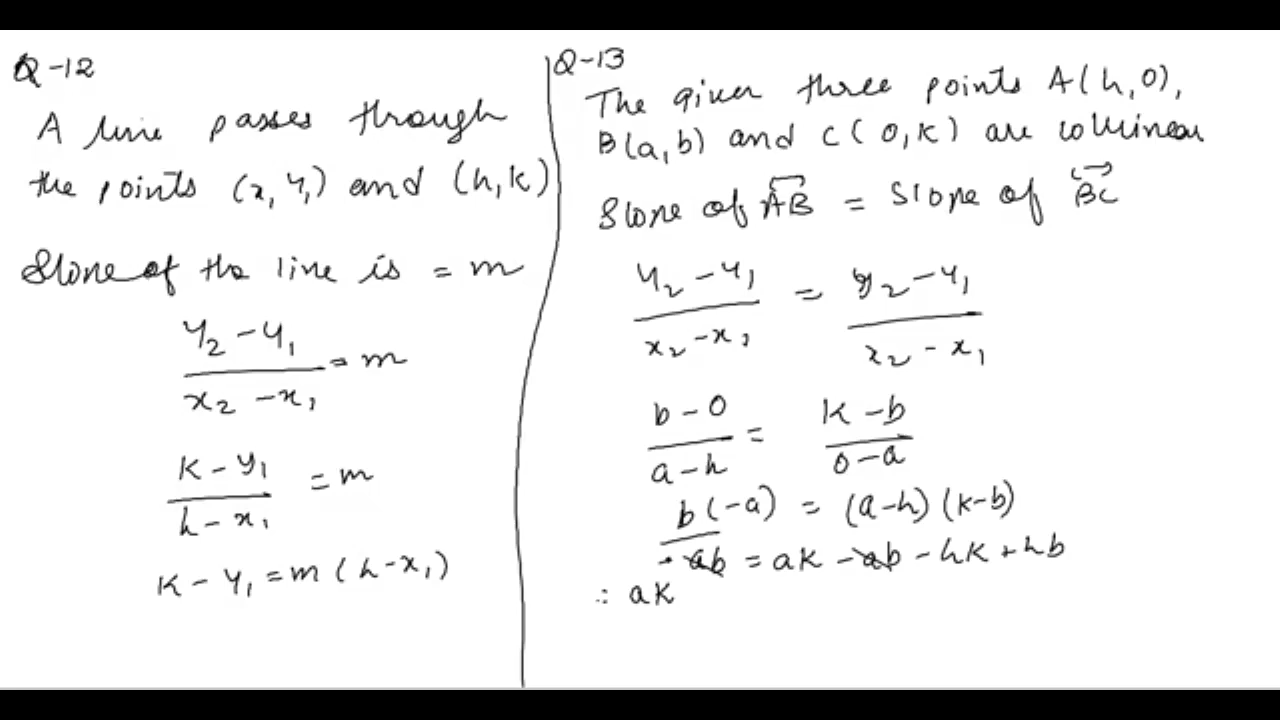 Q-12
A line passes through
the points (x, y₁) and (h, k)
Slope of the line is = m
y₂ - y₁ / x₂ - x₁ = m
k - y₁ / h - x₁ = m
k - y₁ = m (h - x₁)
Q-13
The given three points A(h, 0),
B(a, b) and C(0, k) are collinear
Slope of AB = Slope of BC
y₂ - y₁ / x₂ - x₁ = y₂ - y₁ / x₂ - x₁
b - 0 / a - h = k - b / 0 - a
b(-a) = (a-h) (k-b)
- ab = ak - ab - hk + hb
∴ ak